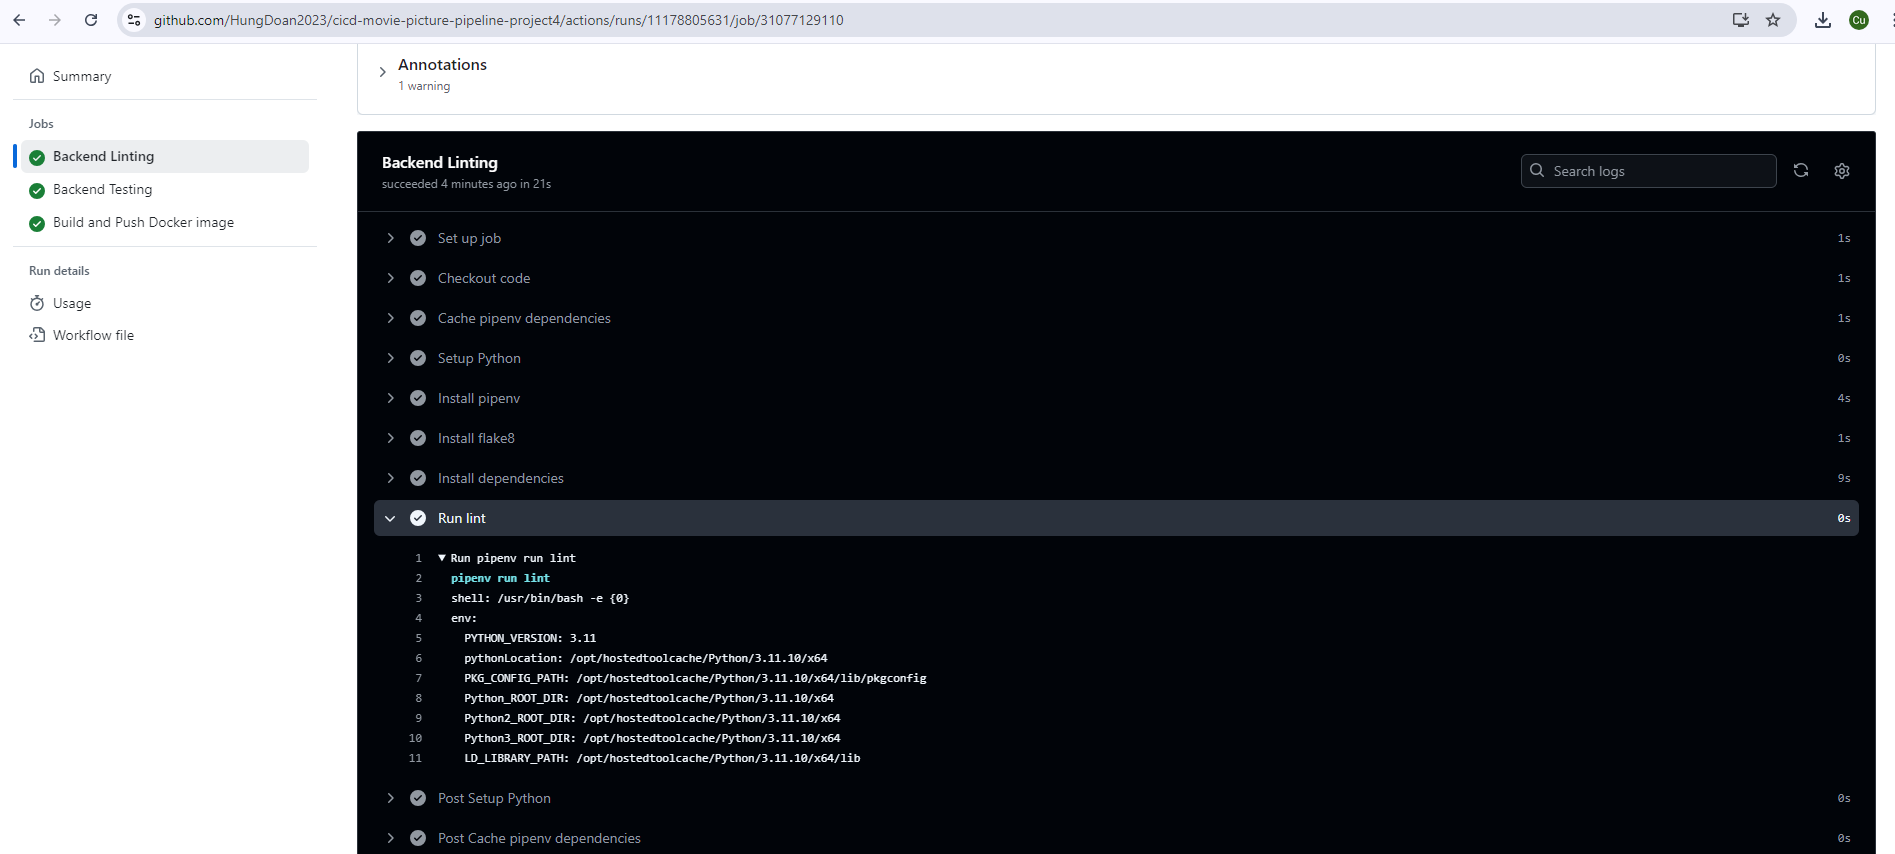 github.com/HungDoan2023/cicd-movie-picture-pipeline-project4/actions/runs/11178805631/job/31077129110
Cu
Summary
Jobs
Backend Linting
Backend Testing
Build and Push Docker image
Run details
Usage
Workflow file
Annotations
1 warning
Backend Linting
succeeded 4 minutes ago in 21s
Search logs
Set up job 1s
Checkout code 1s
Cache pipenv dependencies 1s
Setup Python 0s
Install pipenv 4s
Install flake8 1s
Install dependencies 9s
Run lint 0s
1 Run pipenv run lint
2 pipenv run lint
3 shell: /usr/bin/bash -e {0}
4 env:
5 PYTHON_VERSION: 3.11
6 pythonLocation: /opt/hostedtoolcache/Python/3.11.10/x64
7 PKG_CONFIG_PATH: /opt/hostedtoolcache/Python/3.11.10/x64/lib/pkgconfig
8 Python_ROOT_DIR: /opt/hostedtoolcache/Python/3.11.10/x64
9 Python2_ROOT_DIR: /opt/hostedtoolcache/Python/3.11.10/x64
10 Python3_ROOT_DIR: /opt/hostedtoolcache/Python/3.11.10/x64
11 LD_LIBRARY_PATH: /opt/hostedtoolcache/Python/3.11.10/x64/lib
Post Setup Python 0s
Post Cache pipenv dependencies 0s